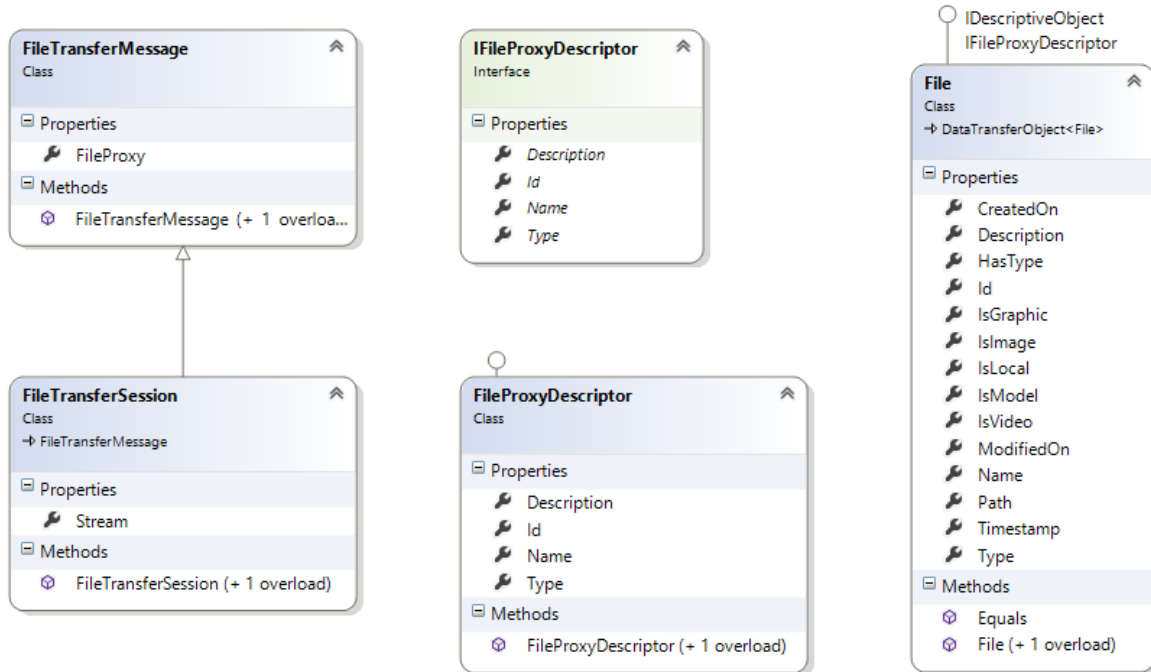 FileTransferMessage
Class
Properties
FileProxy
Methods
FileTransferMessage (+ 1 overloa...
FileTransferSession
Class
FileTransferMessage
Properties
Stream
Methods
FileTransferSession (+ 1 overload)
IFileProxyDescriptor
Interface
Properties
Description
Id
Name
Type
FileProxyDescriptor
Class
Properties
Description
Id
Name
Type
Methods
FileProxyDescriptor (+ 1 overload)
IDescriptiveObject
IFileProxyDescriptor
File
Class
DataTransferObject<File>
Properties
CreatedOn
Description
HasType
Id
IsGraphic
IsImage
IsLocal
IsModel
IsVideo
ModifiedOn
Name
Path
Timestamp
Type
Methods
Equals
File (+ 1 overload)